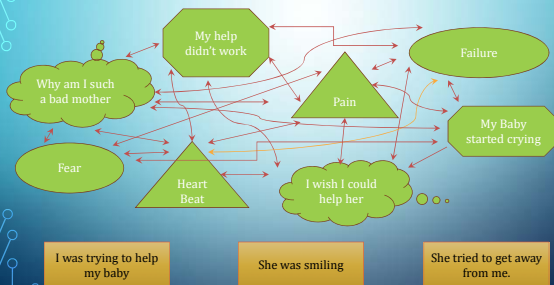 My help
didn't work
Failure
Why am I such
a bad mother
Pain
My Baby
started crying
Fear
Heart
Beat
I wish I could
help her
I was trying to help
my baby
She was smiling
She tried to get away
from me.